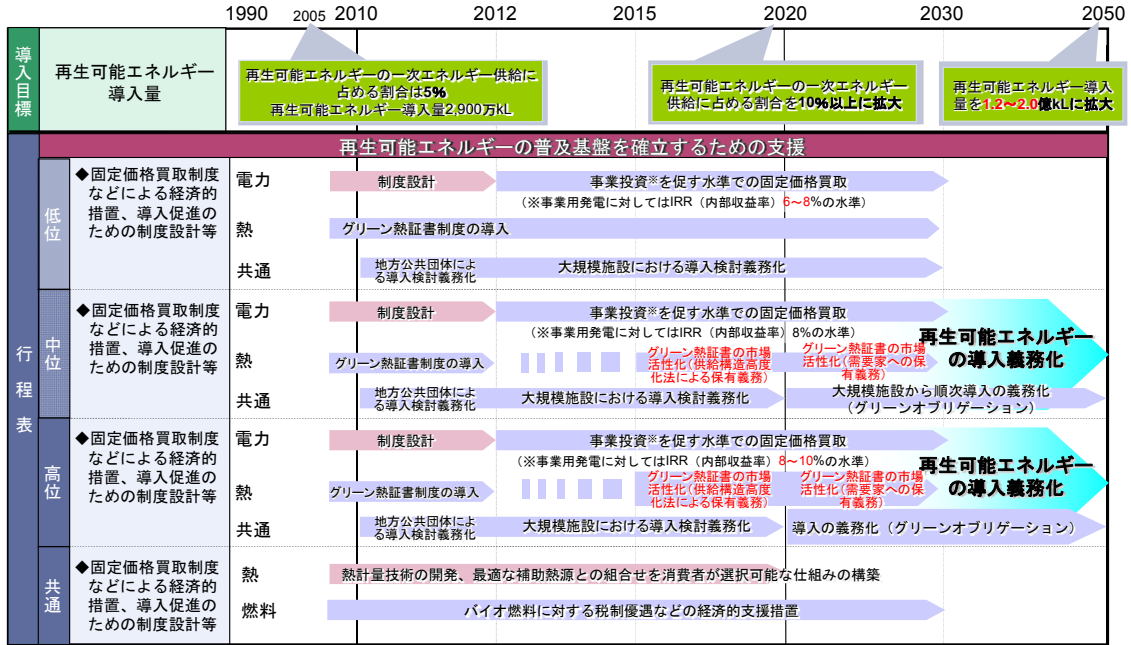 1990 2005 2010 2012 2015 2020 2030 2050
導入目標
再生可能エネルギー
導入量
再生可能エネルギーの一次エネルギー供給に
占める割合は5%
再生可能エネルギー導入量2,900万kL
再生可能エネルギーの一次エネルギー
供給に占める割合を10%以上に拡大
再生可能エネルギー導入
量を1.2～2.0億kLに拡大
行程表
再生可能エネルギーの普及基盤を確立するための支援
低位
◆固定価格買取制度
などによる経済的
措置、導入促進の
ための制度設計等
電力
制度設計
事業投資※を促す水準での固定価格買取
（※事業用発電に対してはIRR（内部収益率）6～8%の水準）
熱
グリーン熱証書制度の導入
共通
地方公共団体によ
る導入検討義務化
大規模施設における導入検討義務化
中位
◆固定価格買取制度
などによる経済的
措置、導入促進の
ための制度設計等
電力
制度設計
事業投資※を促す水準での固定価格買取
（※事業用発電に対してはIRR（内部収益率） 8%の水準）
熱
グリーン熱証書制度の導入
グリーン熱証書の市場
活性化（供給構造高度
化法による保有義務）
グリーン熱証書の市場
活性化（需要家への保
有義務）
再生可能エネルギー
の導入義務化
共通
地方公共団体によ
る導入検討義務化
大規模施設における導入検討義務化
大規模施設から順次導入の義務化
（グリーンオブリゲーション）
高位
◆固定価格買取制度
などによる経済的
措置、導入促進の
ための制度設計等
電力
制度設計
事業投資※を促す水準での固定価格買取
（※事業用発電に対してはIRR（内部収益率）8～10%の水準）
熱
グリーン熱証書制度の導入
グリーン熱証書の市場
活性化（供給構造高度
化法による保有義務）
グリーン熱証書の市場
活性化（需要家への保
有義務）
再生可能エネルギー
の導入義務化
共通
地方公共団体によ
る導入検討義務化
大規模施設における導入検討義務化
導入の義務化（グリーンオブリゲーション）
共通
◆固定価格買取制度
などによる経済的
措置、導入促進の
ための制度設計等
熱
熱計量技術の開発、最適な補助熱源との組合せを消費者が選択可能な仕組みの構築
燃料
バイオ燃料に対する税制優遇などの経済的支援措置